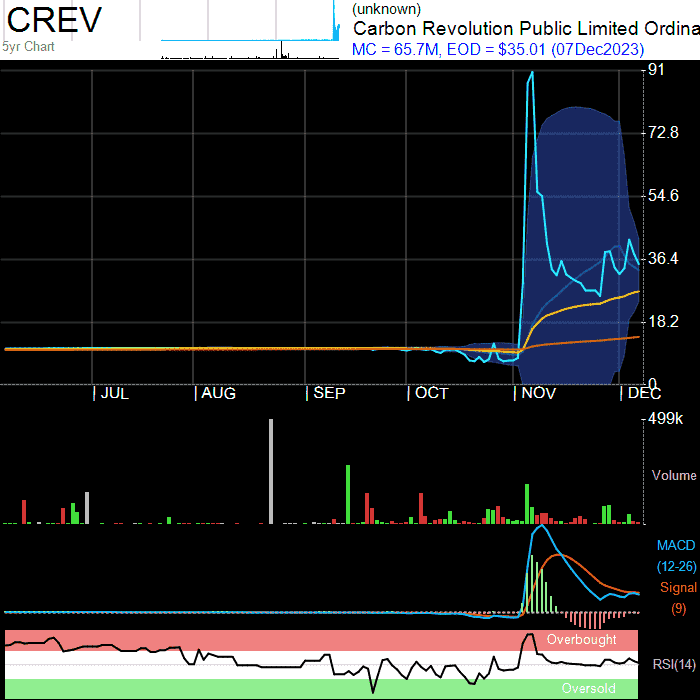 CREV
5yr Chart
(unknown)
Carbon Revolution Public Limited Ordina
MC = 65.7M, EOD = $35.01 (07Dec2023)
91
72.8
54.6
36.4
18.2
0
JUL AUG SEP OCT NOV DEC
499k
Volume
MACD
(12-26)
Signal
(9)
Overbought
RSI(14)
Oversold